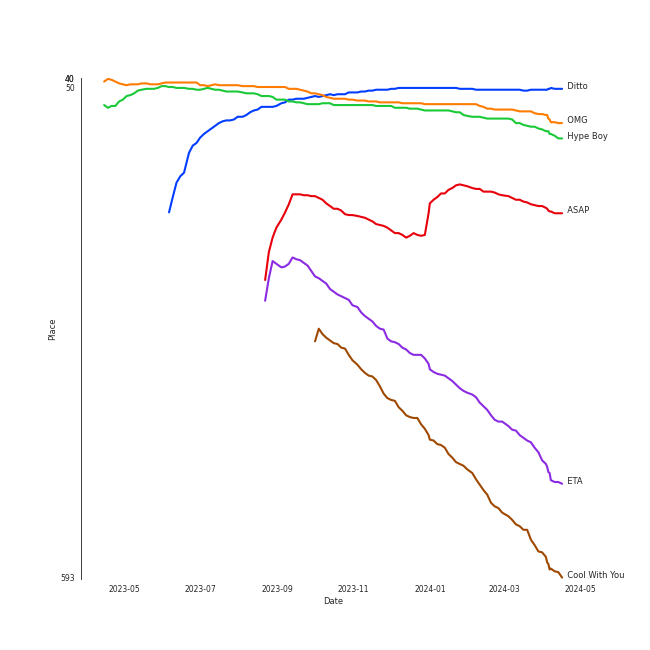 40
50
Ditto
OMG
Hype Boy
ASAP
Place
ETA
593
Cool With You
2023-05
2023-07
2023-09
2023-11
2024-01
2024-03
2024-05
Date